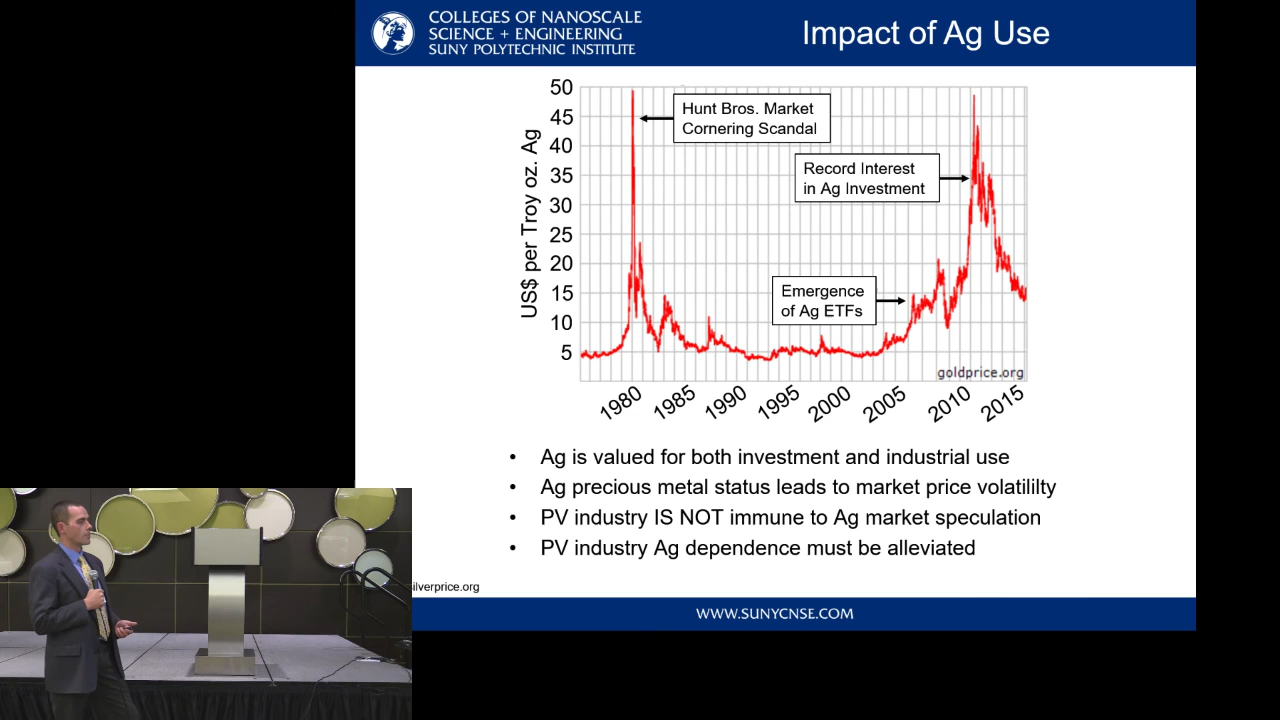 COLLEGES OF NANOSCALE
SCIENCE + ENGINEERING
SUNY POLYTECHNIC INSTITUTE
Impact of Ag Use
US$ per Troy oz. Ag
50
45
40
35
30
25
20
15
10
5
Hunt Bros. Market
Cornering Scandal
Record Interest
in Ag Investment
Emergence
of Ag ETFs
goldprice.org
1980
1985
1990
1995
2000
2005
2010
2015
• Ag is valued for both investment and industrial use
• Ag precious metal status leads to market price volatililty
• PV industry IS NOT immune to Ag market speculation
• PV industry Ag dependence must be alleviated
silverprice.org
WWW.SUNYCNSE.COM